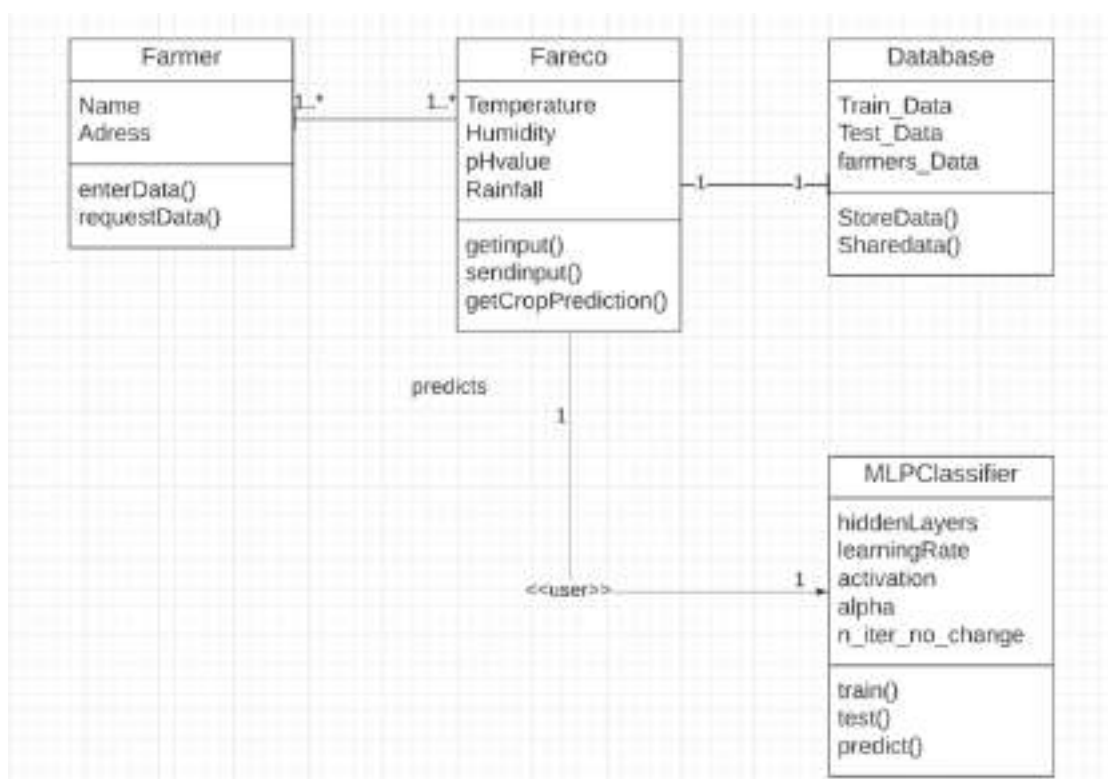 Farmer
Name
Adress
enterData()
requestData()
1..*
1..*
Fareco
Temperature
Humidity
pHvalue
Rainfall
getinput()
sendinput()
getCropPrediction()
1
1
Database
Train_Data
Test_Data
farmers_Data
StoreData()
Sharedata()
predicts
1
<<user>>
1
MLPClassifier
hiddenLayers
learningRate
activation
alpha
n_iter_no_change
train()
test()
predict()